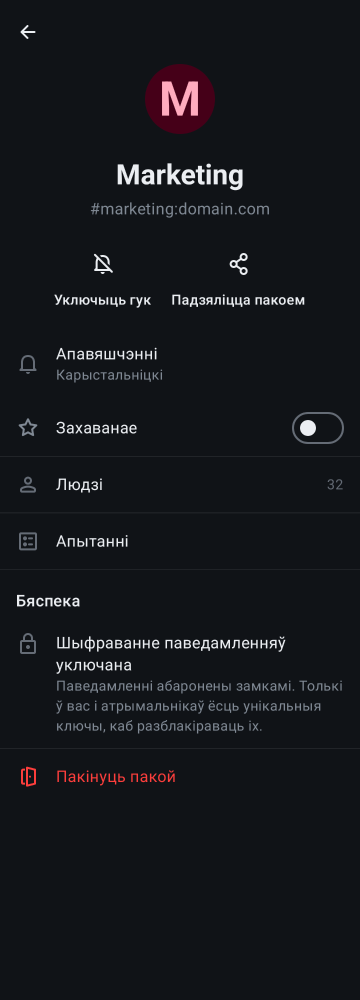 M
Marketing
#marketing:domain.com
Уключыць гук
Падзяліцца пакоем
Апавяшчэнні
Карыстальніцкі
Захаванае
Людзі
32
Апытанні
Бяспека
Шыфраванне паведамленняў
уключана
Паведамленні абаронены замкамі. Толькі
ў вас і атрымальнікаў ёсць унікальныя
ключы, каб разблакіраваць іх.
Пакінуць пакой